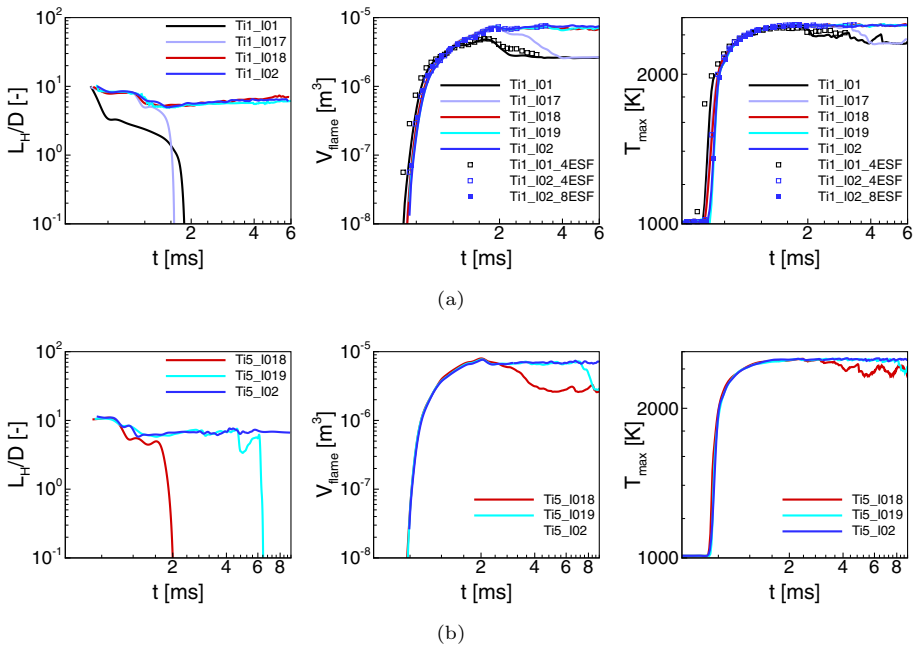 10²
10¹
10⁰
10⁻¹
L_H/D [-]
Ti1_I01
Ti1_I017
Ti1_I018
Ti1_I02
2 4 6
t [ms]
10⁻⁵
10⁻⁶
10⁻⁷
10⁻⁸
V_flame [m³]
Ti1_I01
Ti1_I017
Ti1_I018
Ti1_I019
Ti1_I02
Ti1_I01_4ESF
Ti1_I02_4ESF
Ti1_I02_8ESF
2 4 6
t [ms]
2000
1000
T_max [K]
Ti1_I01
Ti1_I017
Ti1_I018
Ti1_I019
Ti1_I02
Ti1_I01_4ESF
Ti1_I02_4ESF
Ti1_I02_8ESF
2 4 6
t [ms]
(a)
10²
10¹
10⁰
10⁻¹
L_H/D [-]
Ti5_I018
Ti5_I019
Ti5_I02
2 4 6 8
t [ms]
10⁻⁵
10⁻⁶
10⁻⁷
10⁻⁸
V_flame [m³]
Ti5_I018
Ti5_I019
Ti5_I02
2 4 6 8
t [ms]
2000
1000
T_max [K]
Ti5_I018
Ti5_I019
Ti5_I02
2 4 6 8
t [ms]
(b)